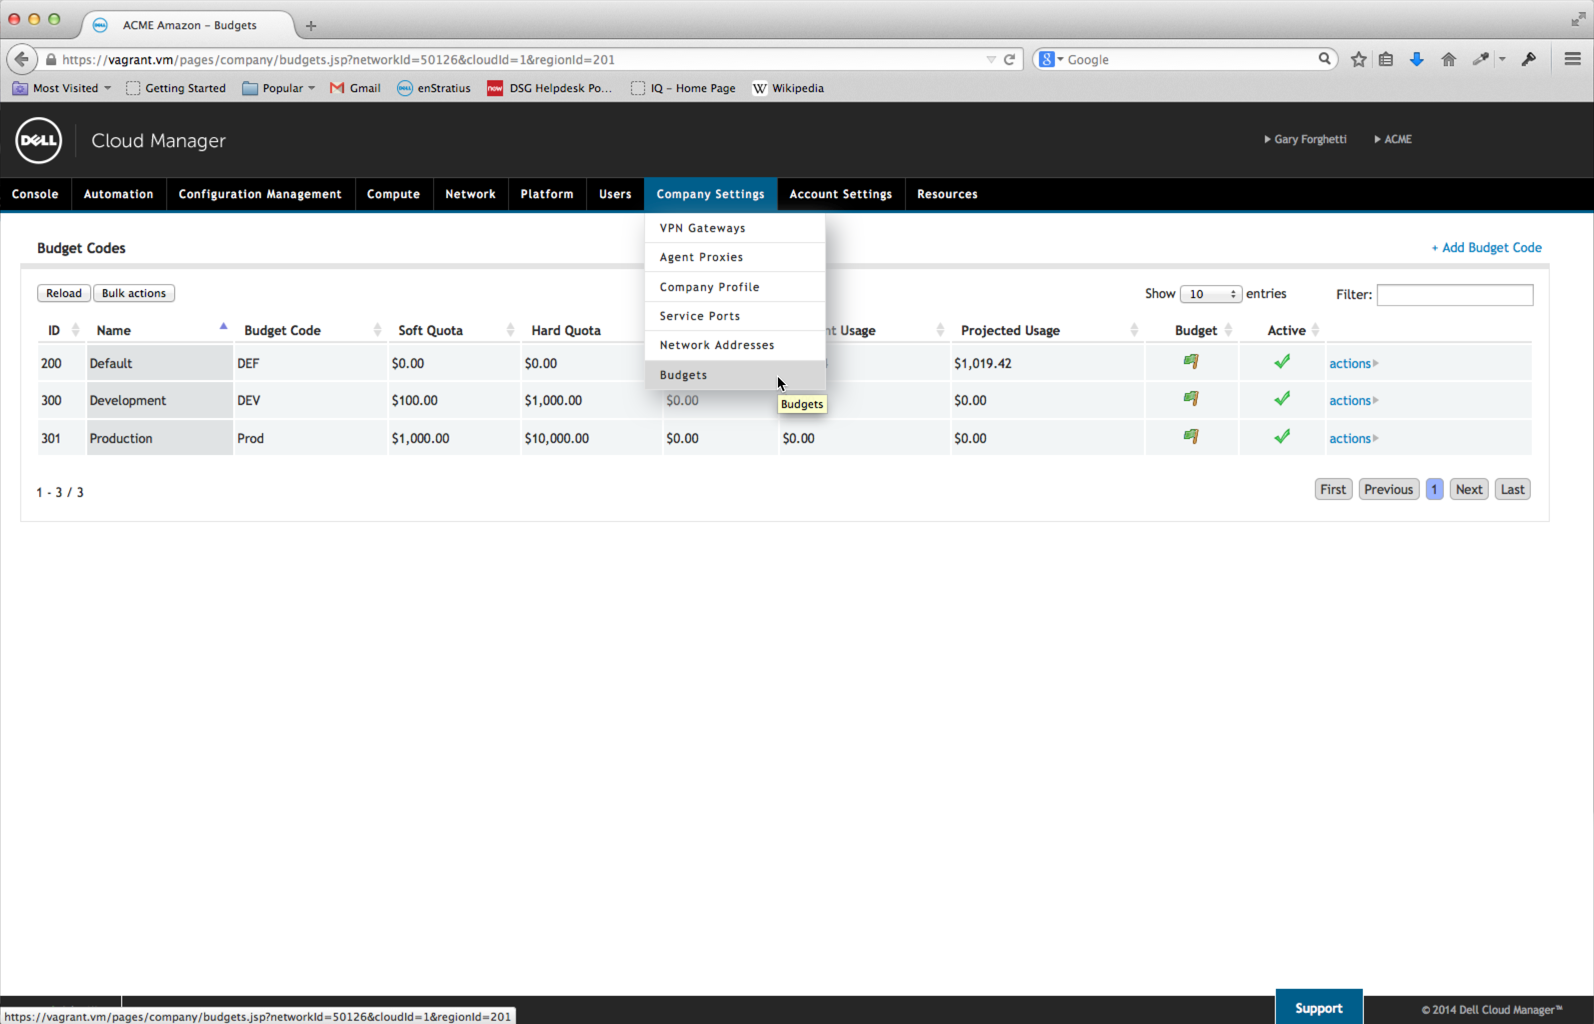 ACME Amazon – Budgets
https://vagrant.vm/pages/company/budgets.jsp?networkId=50126&cloudId=1&regionId=201
Google
Most Visited Getting Started Popular Gmail enStratius DSG Helpdesk Po... IQ – Home Page Wikipedia
DELL Cloud Manager Gary Forghetti ACME
Console Automation Configuration Management Compute Network Platform Users Company Settings Account Settings Resources
VPN Gateways
Agent Proxies
Company Profile
Service Ports
Network Addresses
Budgets
Budgets
Budget Codes + Add Budget Code
Reload Bulk actions Show 10 entries Filter:
ID Name Budget Code Soft Quota Hard Quota Usage Projected Usage Budget Active
200 Default DEF $0.00 $0.00 $1,019.42 actions
300 Development DEV $100.00 $1,000.00 $0.00 $0.00 actions
301 Production Prod $1,000.00 $10,000.00 $0.00 $0.00 $0.00 actions
1 - 3 / 3 First Previous 1 Next Last
Support © 2014 Dell Cloud Manager™
https://vagrant.vm/pages/company/budgets.jsp?networkId=50126&cloudId=1&regionId=201